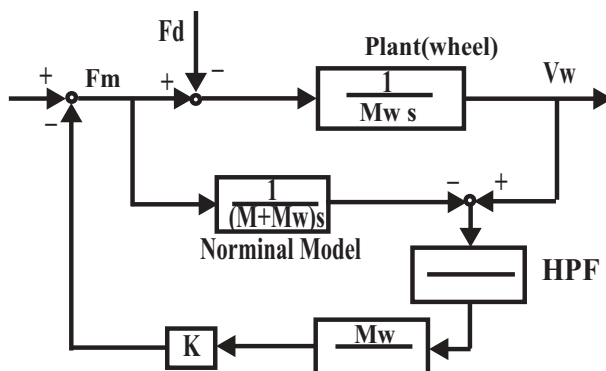 Fd
Plant(wheel)
+
Fm
+
−
1
Mw s
Vw
−
1
(M+Mw)s
−
+
Norminal Model
HPF
Mw
K